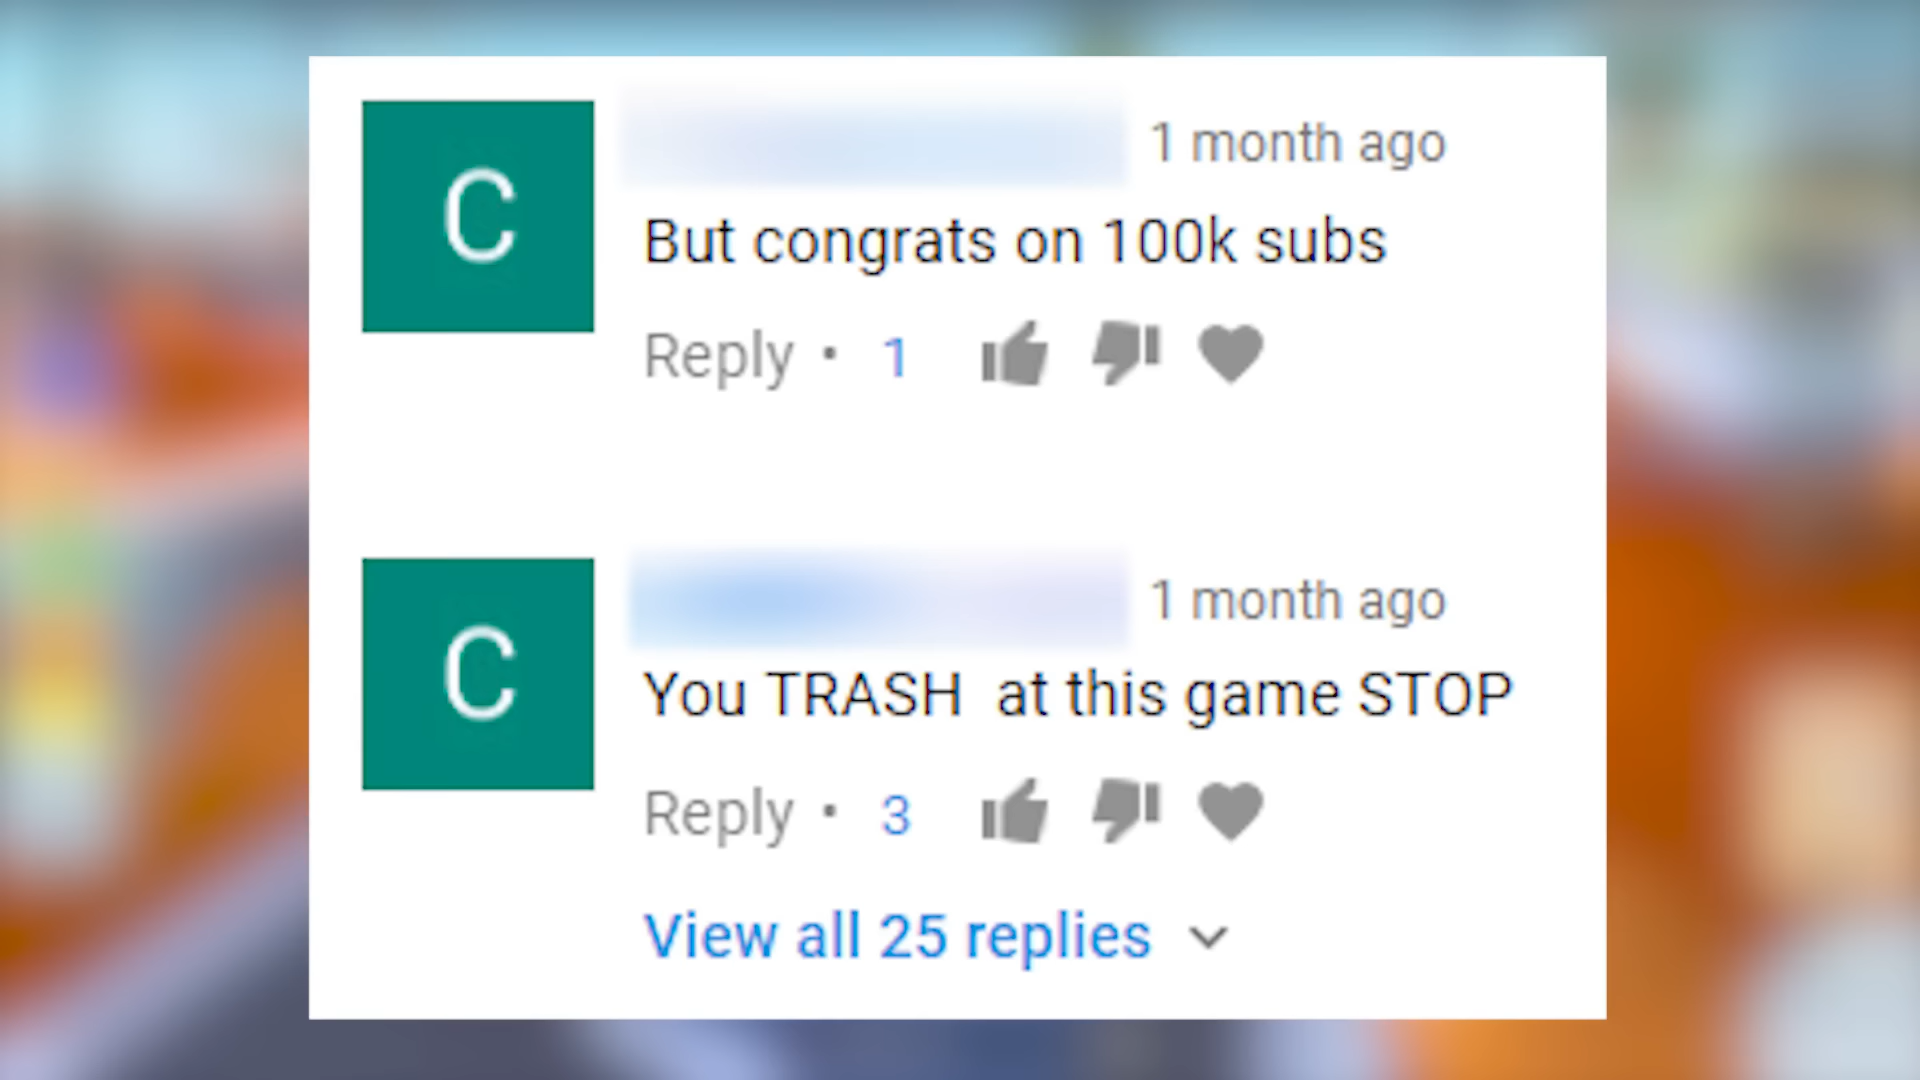 C
1 month ago
But congrats on 100k subs
Reply • 1
C
1 month ago
You TRASH  at this game STOP
Reply • 3
View all 25 replies